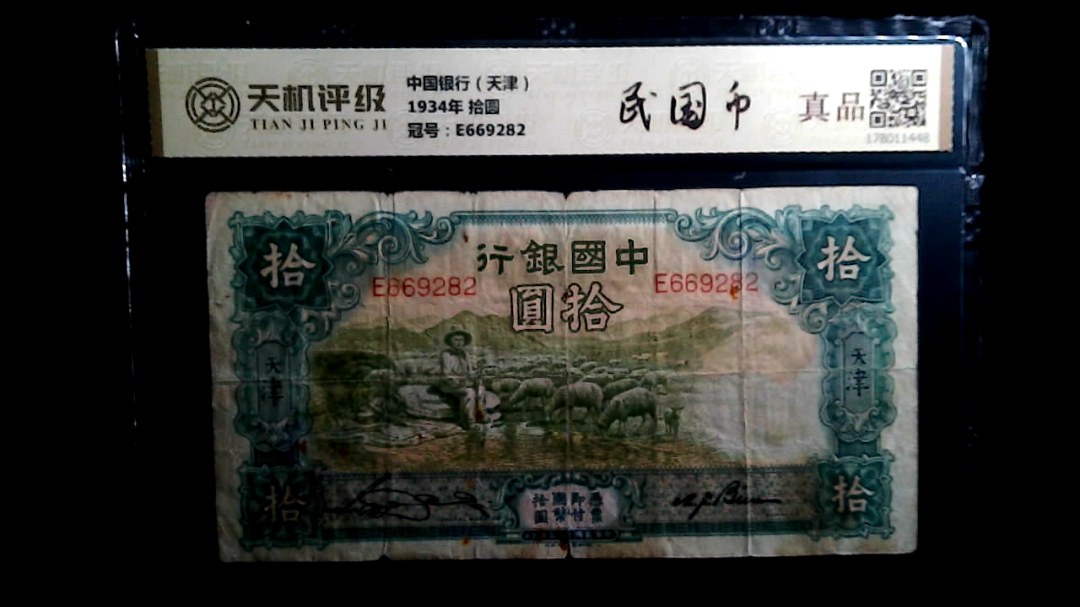 天机评级
TIAN JI PING JI
中国银行（天津）
1934年 拾圆
冠号：E669282
民国币
真品
178011448
拾
行銀國中
拾
E669282
E669282
圓拾
天津
天津
拾
拾